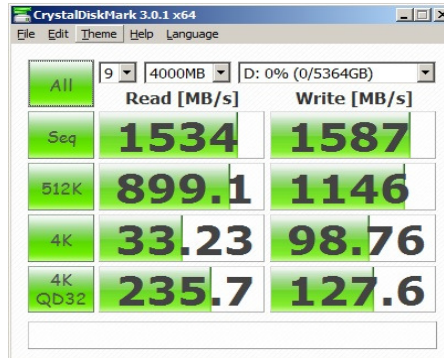 CrystalDiskMark 3.0.1 x64
File Edit Theme Help Language
All 9 4000MB D: 0% (0/5364GB)
Read [MB/s] Write [MB/s]
Seq 1534 1587
512K 899.1 1146
4K 33.23 98.76
4K QD32 235.7 127.6